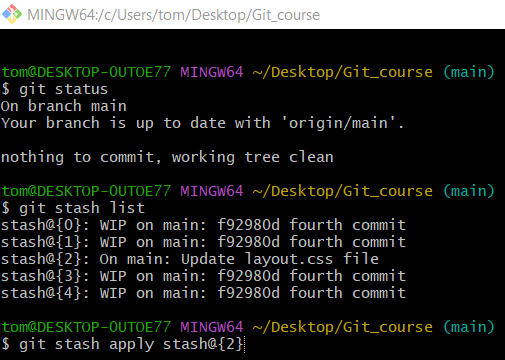 MINGW64:/c/Users/tom/Desktop/Git_course
tom@DESKTOP-OUTOE77 MINGW64 ~/Desktop/Git_course (main)
$ git status
On branch main
Your branch is up to date with 'origin/main'.
nothing to commit, working tree clean
tom@DESKTOP-OUTOE77 MINGW64 ~/Desktop/Git_course (main)
$ git stash list
stash@{0}: WIP on main: f92980d fourth commit
stash@{1}: WIP on main: f92980d fourth commit
stash@{2}: On main: Update layout.css file
stash@{3}: WIP on main: f92980d fourth commit
stash@{4}: WIP on main: f92980d fourth commit
tom@DESKTOP-OUTOE77 MINGW64 ~/Desktop/Git_course (main)
$ git stash apply stash@{2}